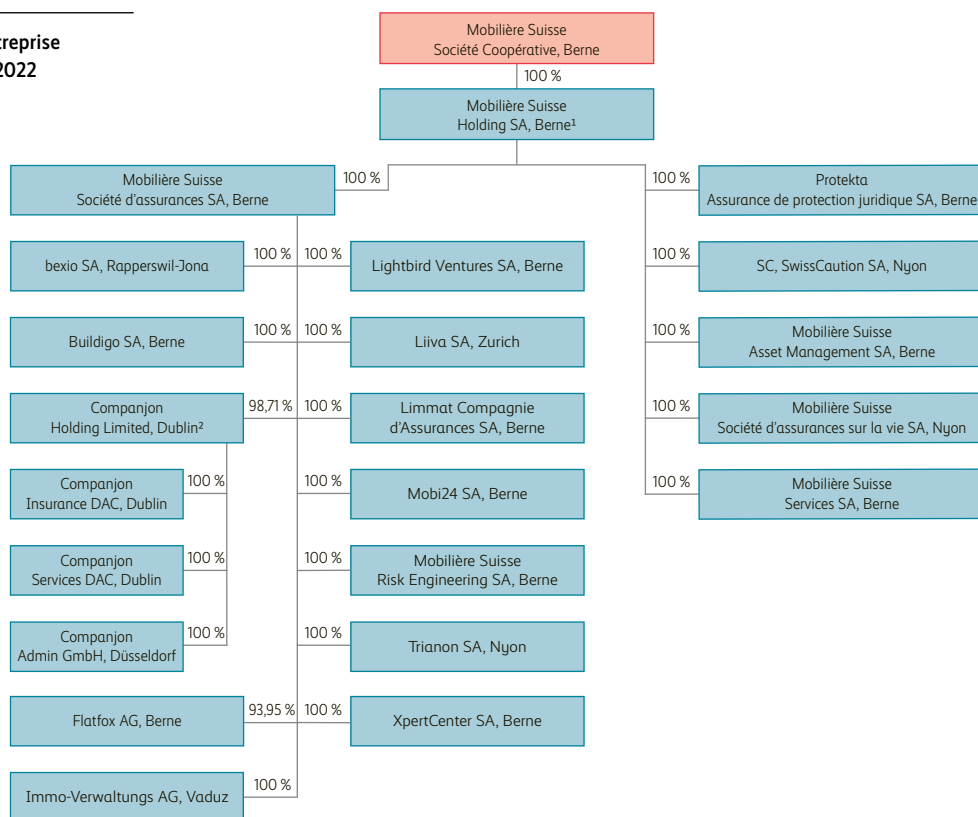 treprise
2022
Mobilière Suisse
Société Coopérative, Berne
100 %
Mobilière Suisse
Holding SA, Berne¹
Mobilière Suisse
Société d'assurances SA, Berne
100 %
100 %
Protekta
Assurance de protection juridique SA, Berne
bexio SA, Rapperswil-Jona
100 %
100 %
Lightbird Ventures SA, Berne
100 %
SC, SwissCaution SA, Nyon
Buildigo SA, Berne
100 %
100 %
Liiva SA, Zurich
100 %
Mobilière Suisse
Asset Management SA, Berne
Companjon
Holding Limited, Dublin²
98,71 %
100 %
Limmat Compagnie
d'Assurances SA, Berne
100 %
Mobilière Suisse
Société d'assurances sur la vie SA, Nyon
Companjon
Insurance DAC, Dublin
100 %
100 %
Mobi24 SA, Berne
100 %
Mobilière Suisse
Services SA, Berne
Companjon
Services DAC, Dublin
100 %
100 %
Mobilière Suisse
Risk Engineering SA, Berne
Companjon
Admin GmbH, Düsseldorf
100 %
100 %
Trianon SA, Nyon
Flatfox AG, Berne
93,95 %
100 %
XpertCenter SA, Berne
Immo-Verwaltungs AG, Vaduz
100 %